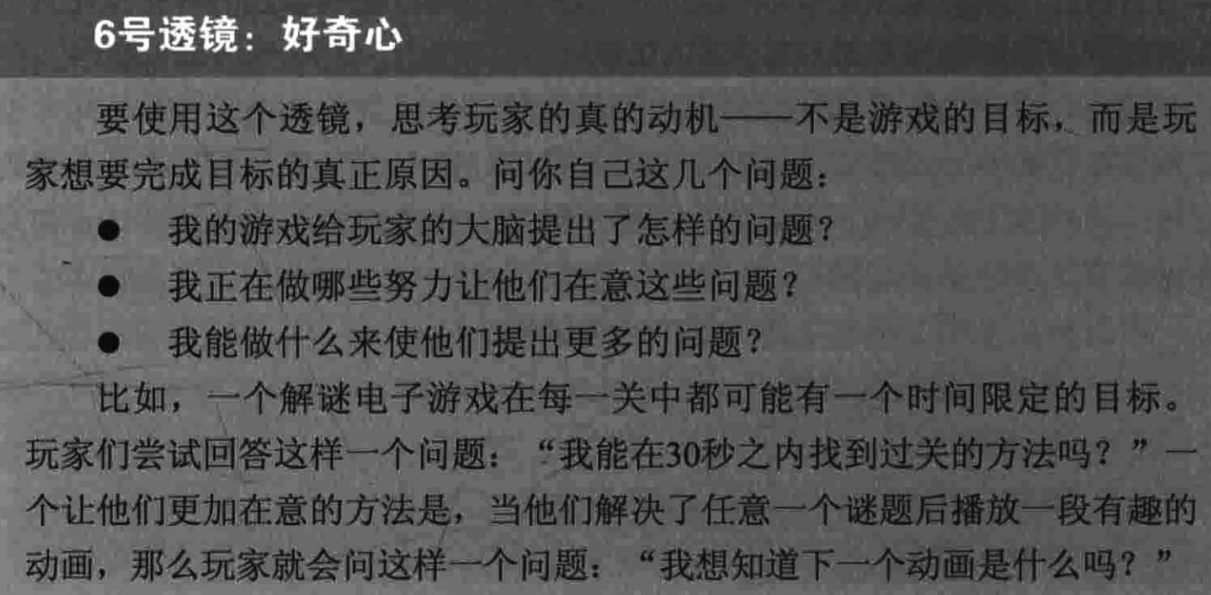 6号透镜：好奇心
要使用这个透镜，思考玩家的真的动机——不是游戏的目标，而是玩
家想要完成目标的真正原因。问你自己这几个问题：
● 我的游戏给玩家的大脑提出了怎样的问题？
● 我正在做哪些努力让他们在意这些问题？
● 我能做什么来使他们提出更多的问题？
比如，一个解谜电子游戏在每一关中都可能有一个时间限定的目标。
玩家们尝试回答这样一个问题：“我能在30秒之内找到过关的方法吗？”一
个让他们更加在意的方法是，当他们解决了任意一个谜题后播放一段有趣的
动画，那么玩家就会问这样一个问题：“我想知道下一个动画是什么吗？”